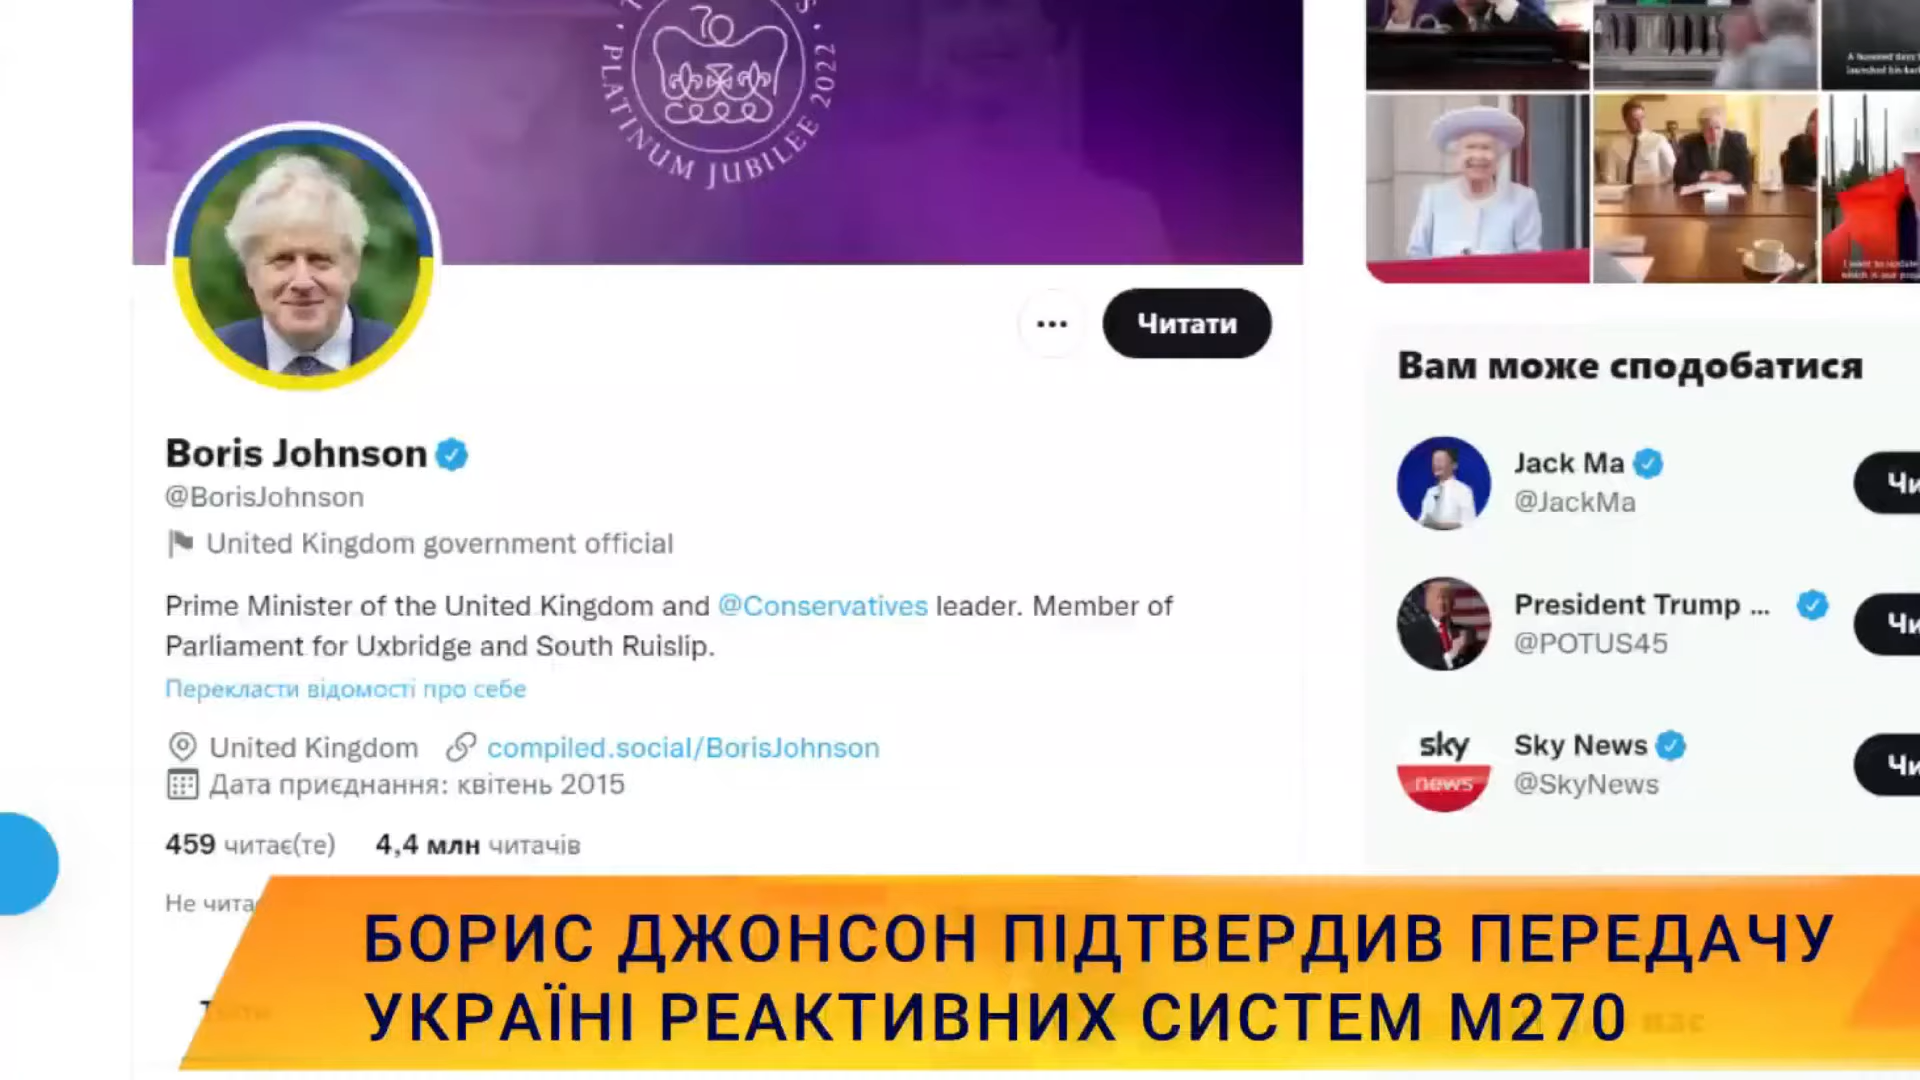 70
PLATINUM JUBILEE 2022
Читати
Boris Johnson
@BorisJohnson
United Kingdom government official
Prime Minister of the United Kingdom and @Conservatives leader. Member of
Parliament for Uxbridge and South Ruislip.
Перекласти відомості про себе
United Kingdom compiled.social/BorisJohnson
Дата приєднання: квітень 2015
459 читає(те) 4,4 млн читачів
Не
Вам може сподобатися
Jack Ma
@JackMa
President Trump ...
@POTUS45
sky
news
Sky News
@SkyNews
БОРИС ДЖОНСОН ПІДТВЕРДИВ ПЕРЕДАЧУ
УКРАЇНІ РЕАКТИВНИХ СИСТЕМ М270